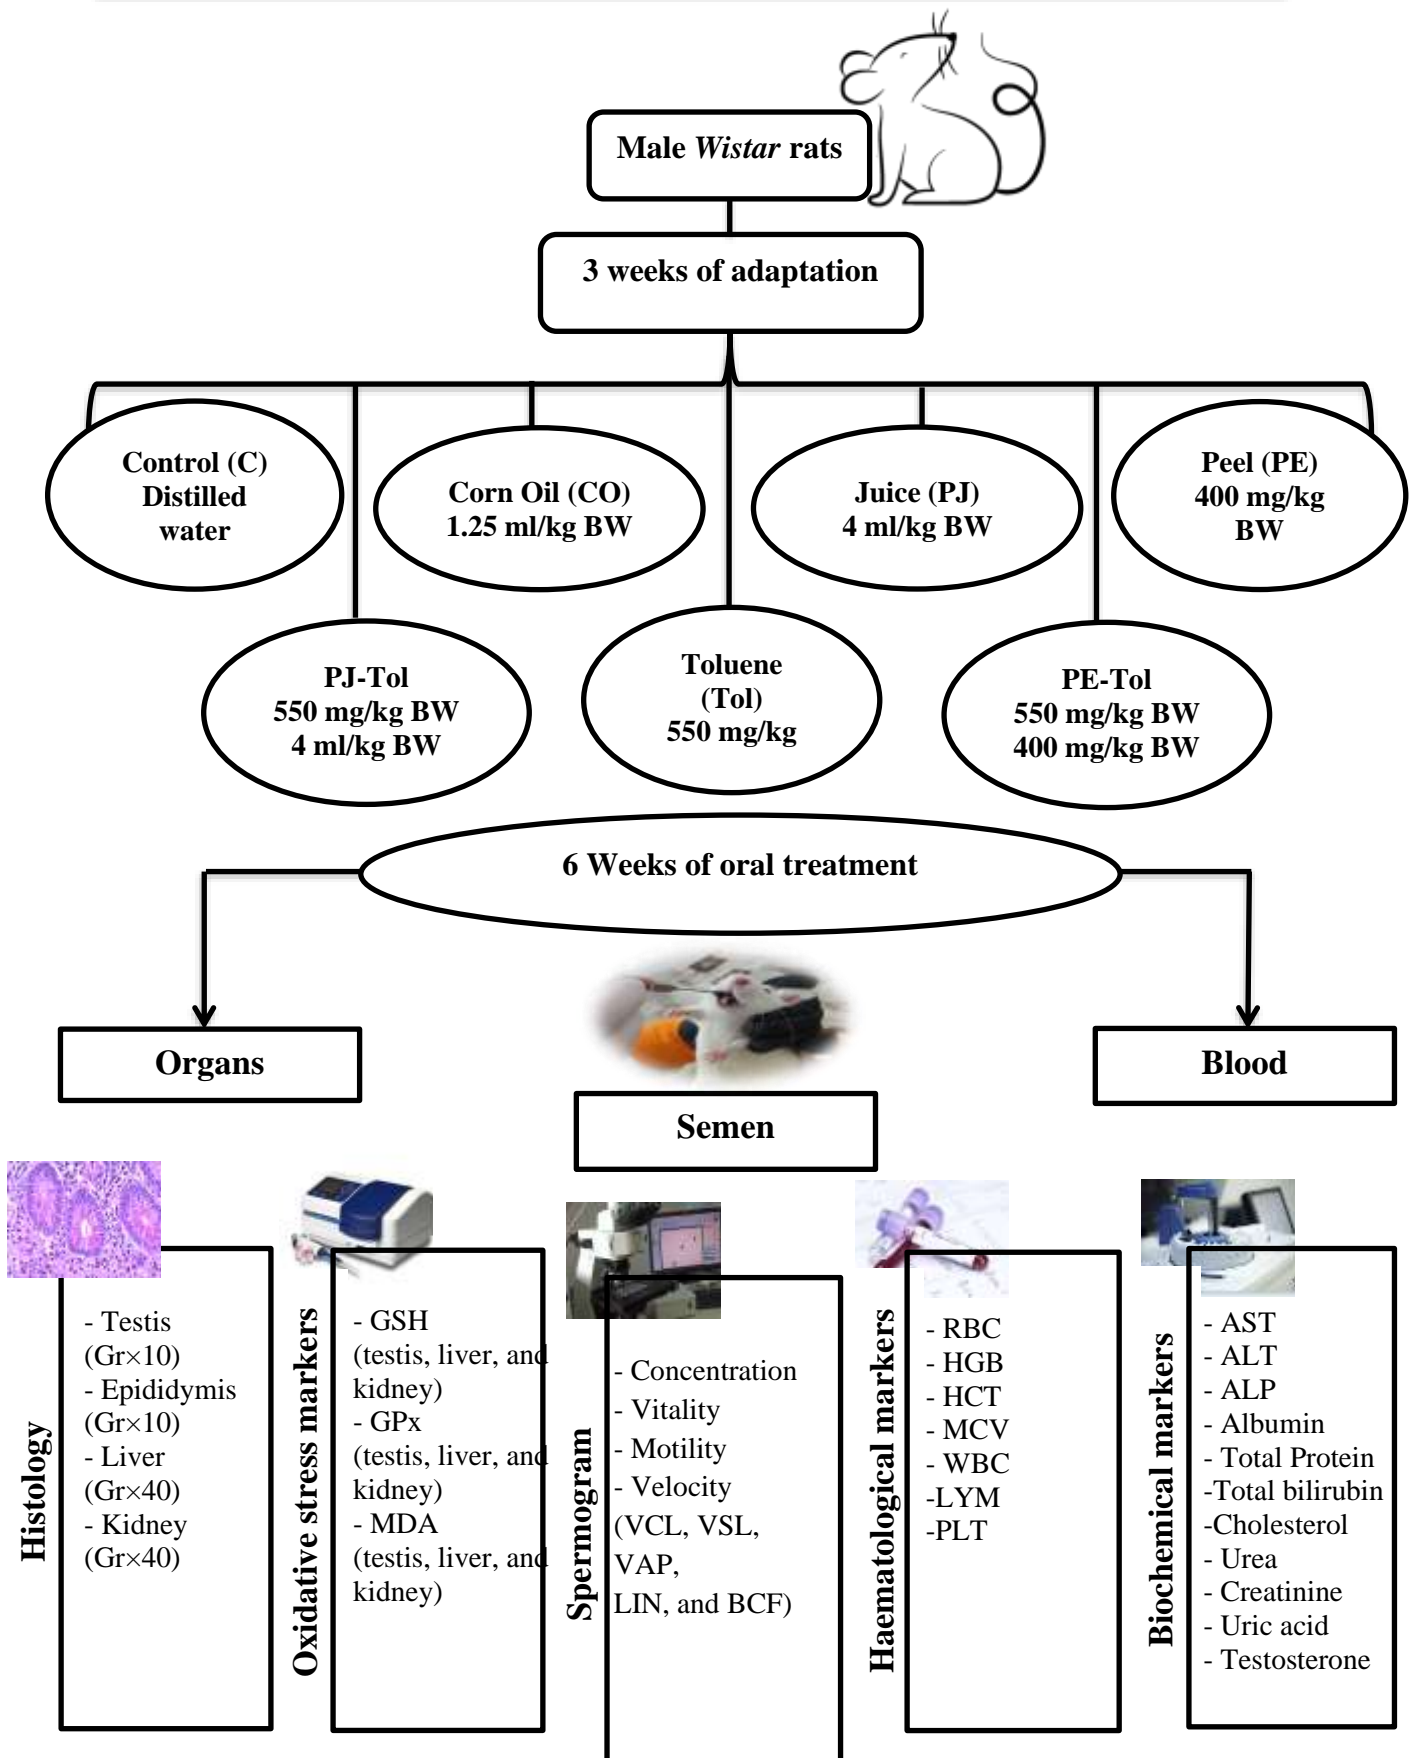 Male Wistar rats
3 weeks of adaptation
Control (C)
Distilled
water
Corn Oil (CO)
1.25 ml/kg BW
Juice (PJ)
4 ml/kg BW
Peel (PE)
400 mg/kg
BW
PJ-Tol
550 mg/kg BW
4 ml/kg BW
Toluene
(Tol)
550 mg/kg
PE-Tol
550 mg/kg BW
400 mg/kg BW
6 Weeks of oral treatment
Organs
Semen
Blood
Histology
- Testis
(Gr×10)
- Epididymis
(Gr×10)
- Liver
(Gr×40)
- Kidney
(Gr×40)
Oxidative stress markers
- GSH
(testis, liver, and
kidney)
- GPx
(testis, liver, and
kidney)
- MDA
(testis, liver, and
kidney)
Spermogram
- Concentration
- Vitality
- Motility
- Velocity
(VCL, VSL,
VAP,
LIN, and BCF)
Haematological markers
- RBC
- HGB
- HCT
- MCV
- WBC
-LYM
-PLT
Biochemical markers
- AST
- ALT
- ALP
- Albumin
- Total Protein
-Total bilirubin
-Cholesterol
- Urea
- Creatinine
- Uric acid
- Testosterone